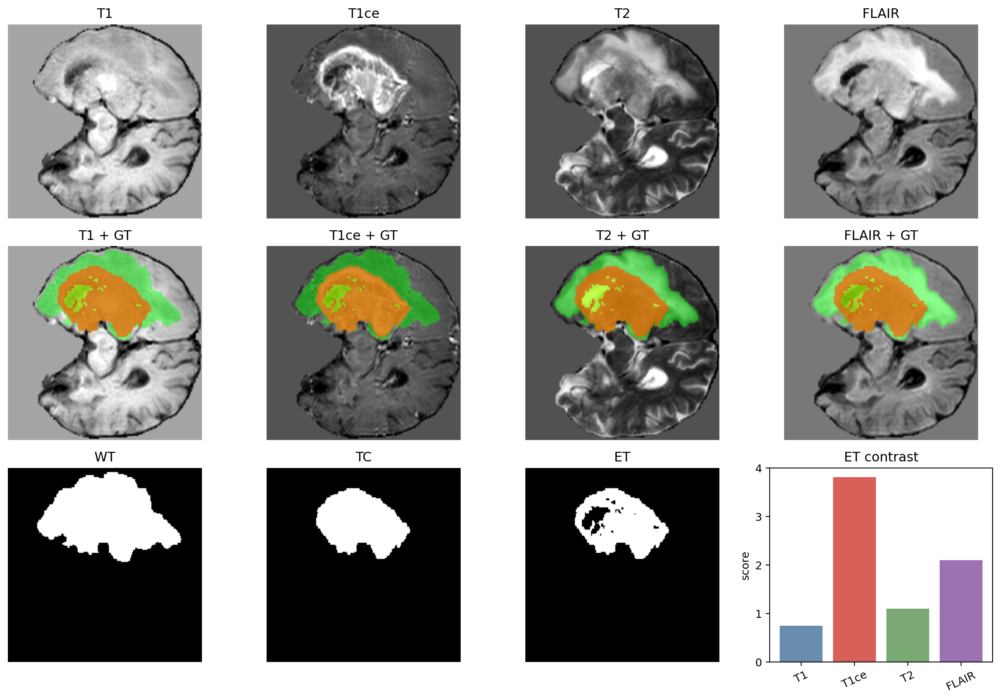 T1
T1ce
T2
FLAIR
T1 + GT
T1ce + GT
T2 + GT
FLAIR + GT
WT
TC
ET
ET contrast
score
4
3
2
1
0
T1
T1ce
T2
FLAIR